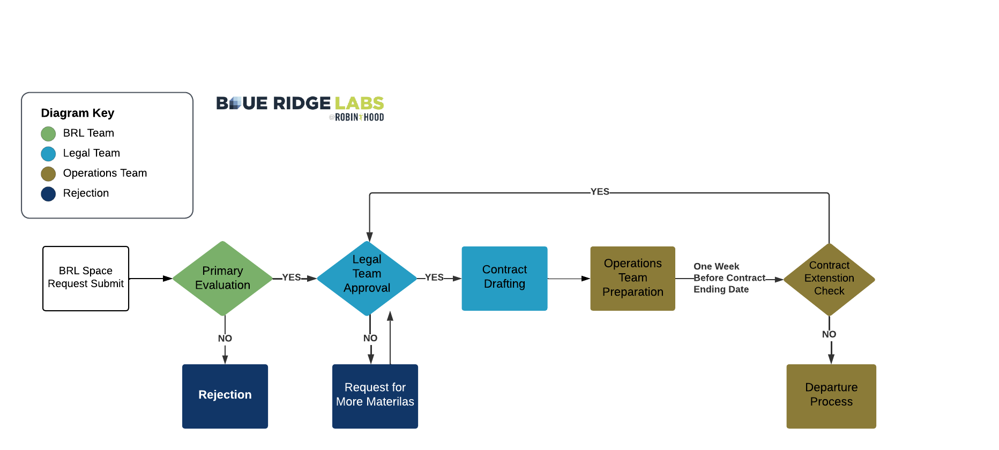 BLUE RIDGE LABS
@ROBIN HOOD
Diagram Key
BRL Team
Legal Team
Operations Team
Rejection
YES
BRL Space
Request Submit
Primary
Evaluation
YES
Legal
Team
Approval
YES
Contract
Drafting
Operations
Team
Preparation
One Week
Before Contract
Ending Date
Contract
Extenstion
Check
NO
NO
NO
Rejection
Request for
More Materilas
Departure
Process